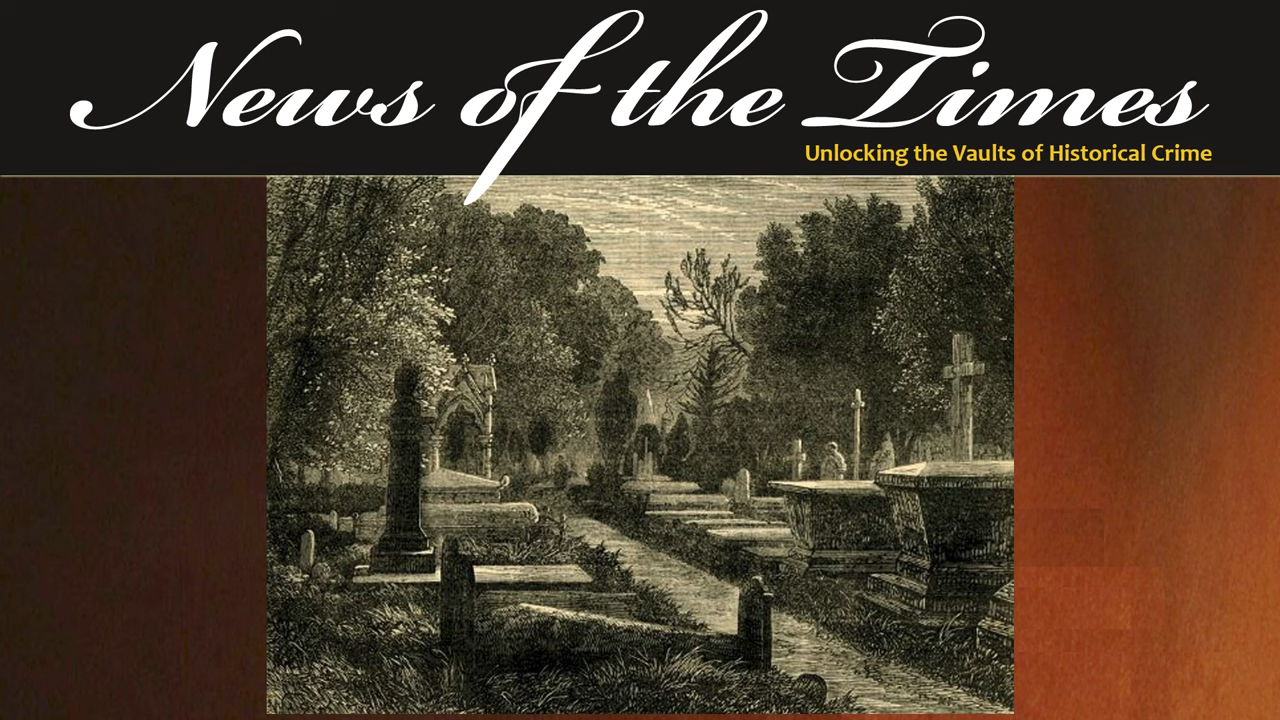 News of the Times
Unlocking the Vaults of Historical Crime